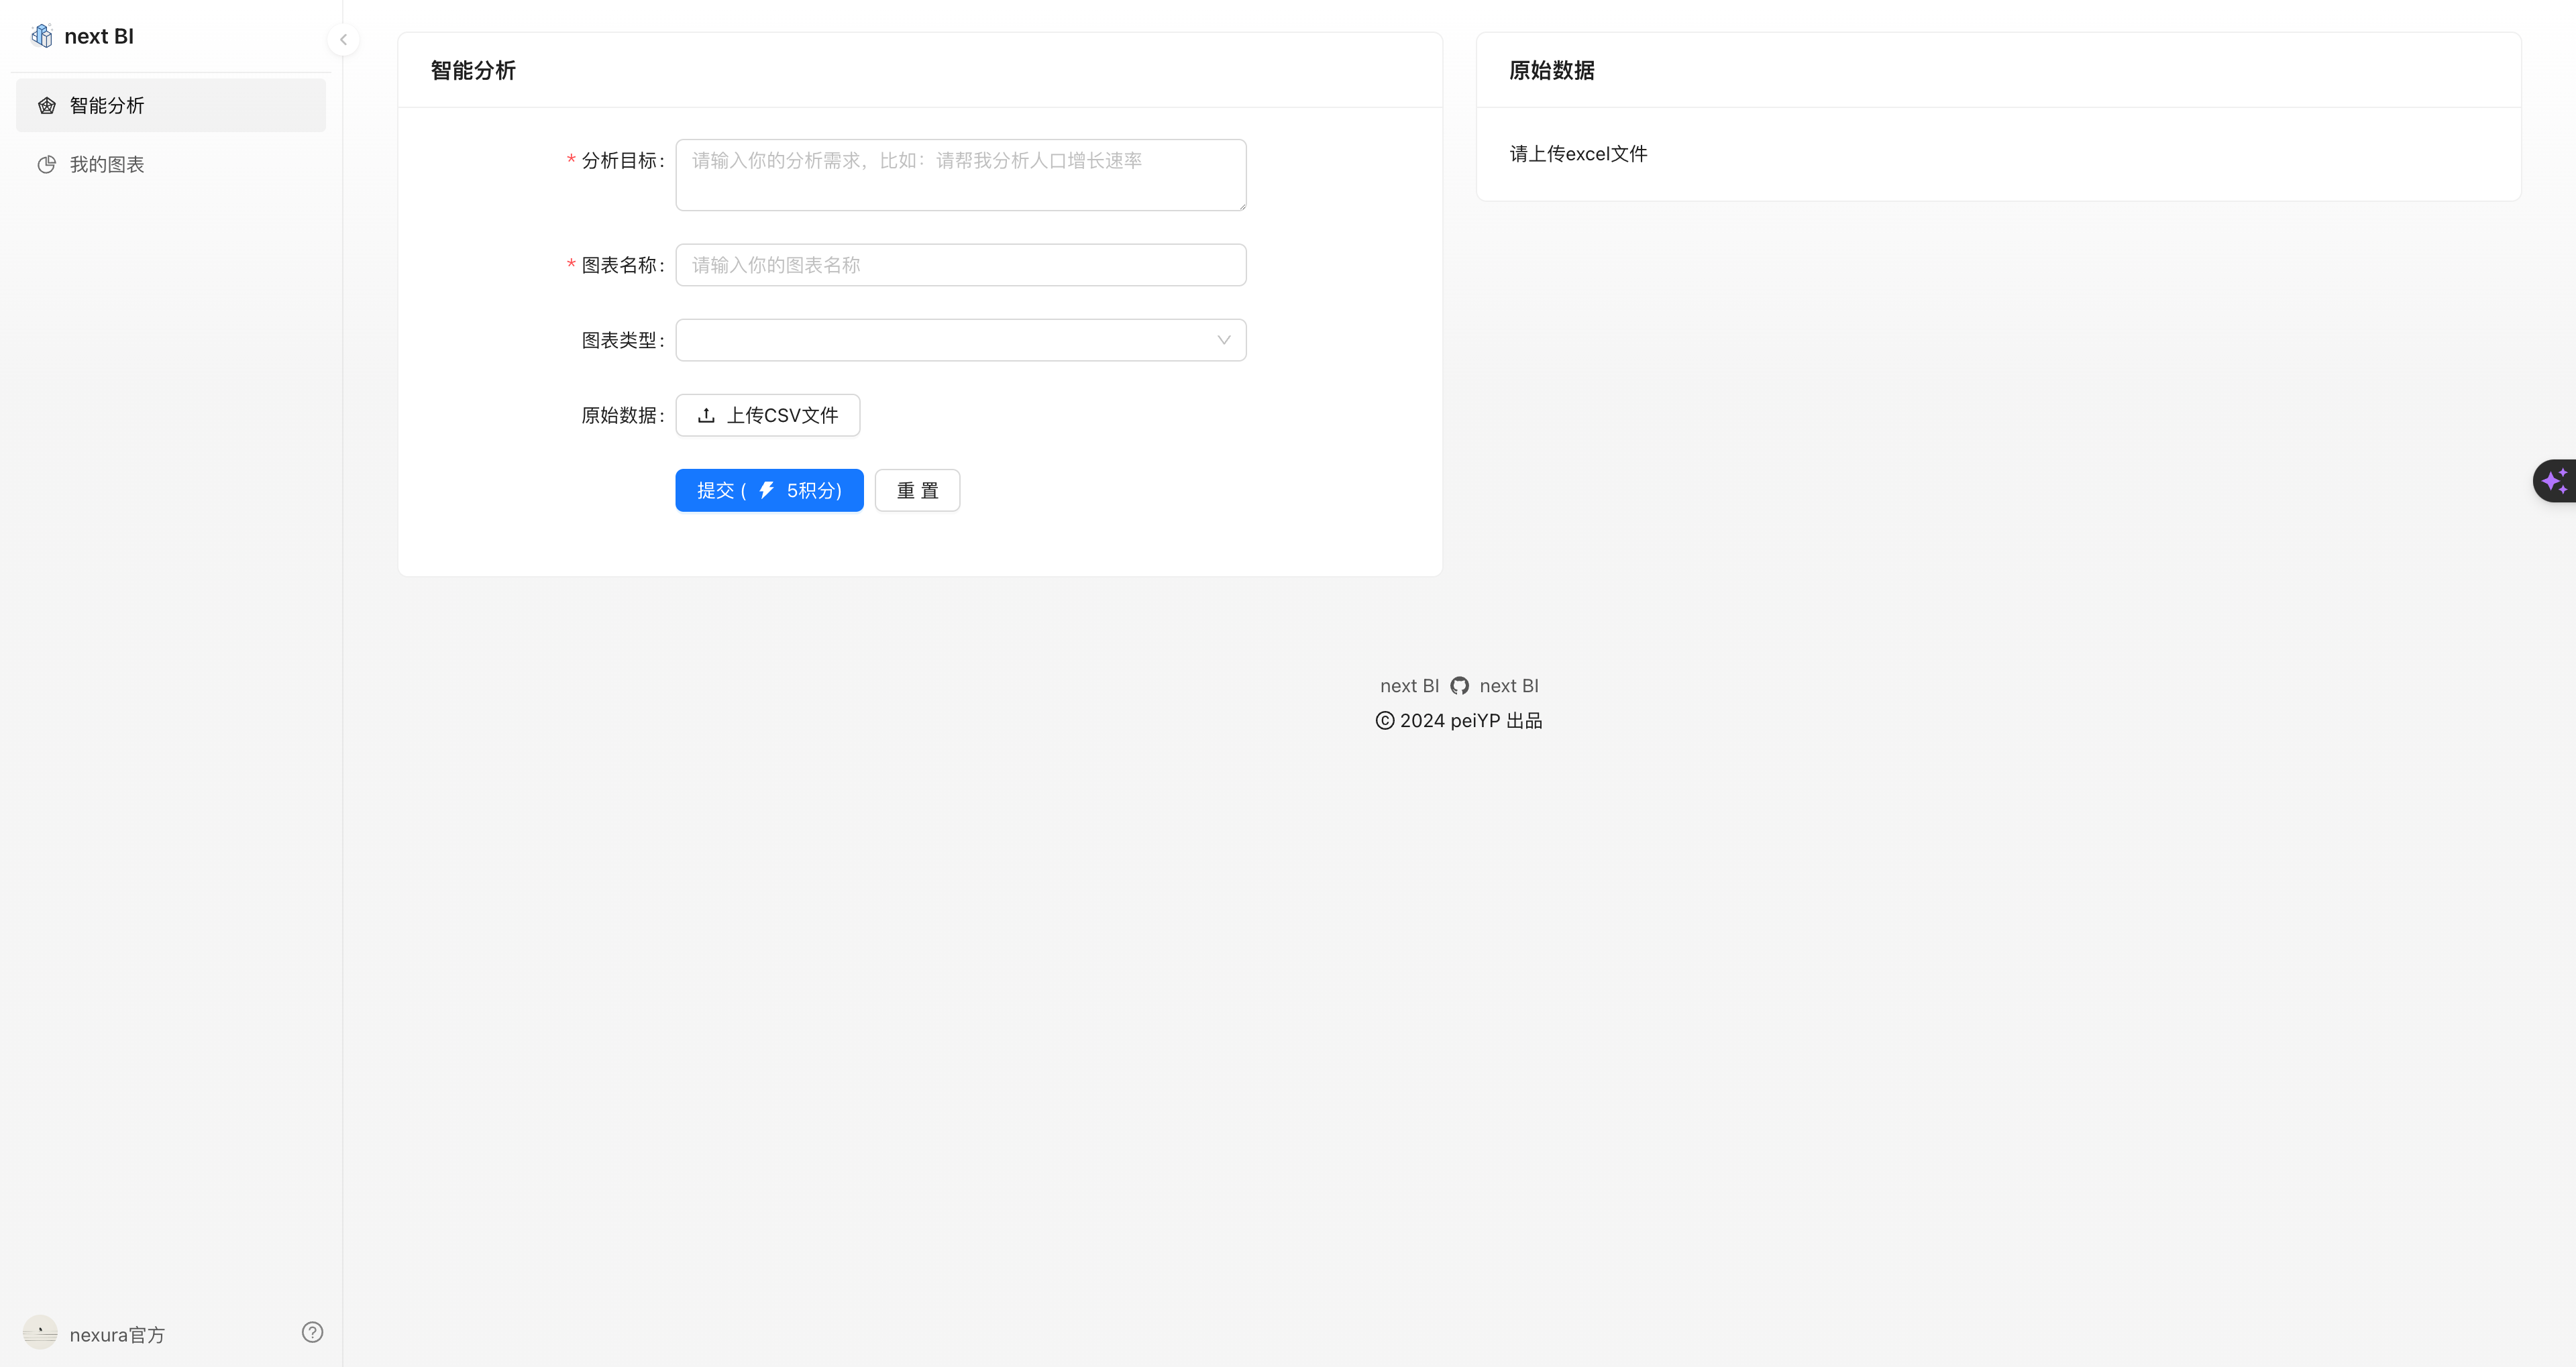 next BI
智能分析
我的图表
智能分析
* 分析目标:
请输入你的分析需求，比如：请帮我分析人口增长速率
* 图表名称:
请输入你的图表名称
图表类型:
原始数据:
上传CSV文件
提交 ( 5积分)
重 置
原始数据
请上传excel文件
next BI next BI
© 2024 peiYP 出品
nexura官方